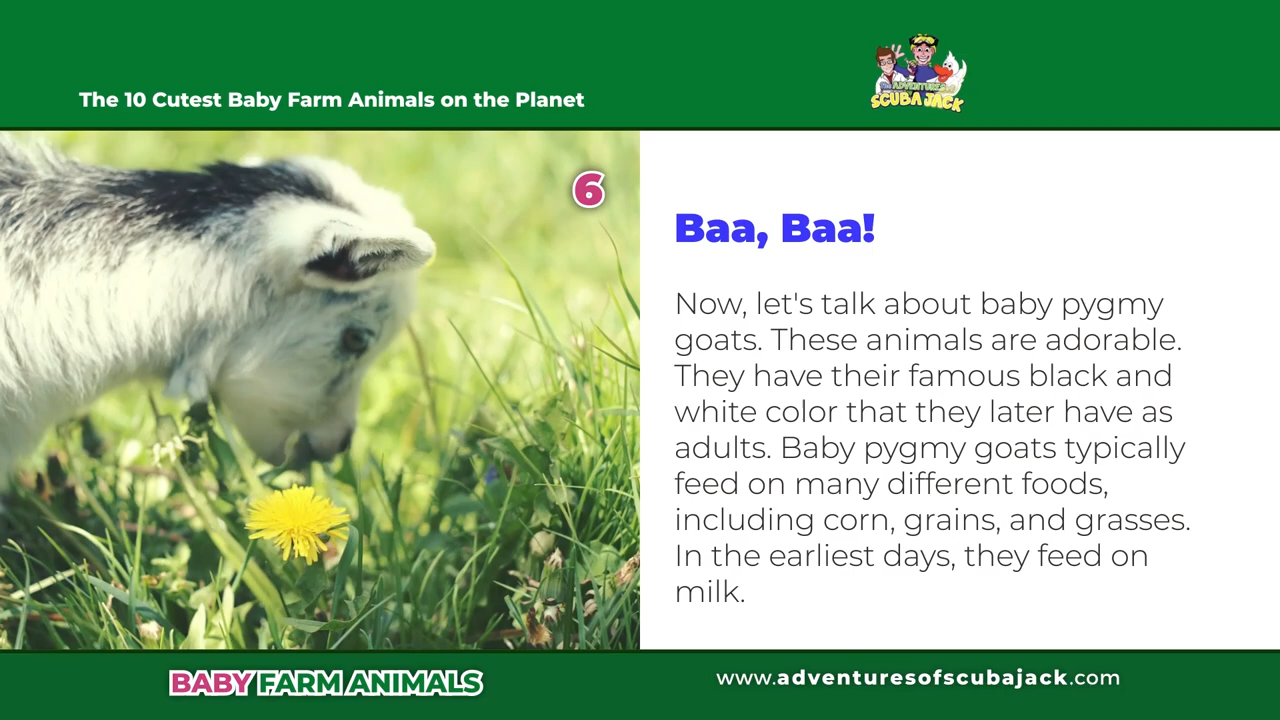 The 10 Cutest Baby Farm Animals on the Planet
THE ADVENTURES OF
SCUBA JACK
6
Baa, Baa!
Now, let's talk about baby pygmy
goats. These animals are adorable.
They have their famous black and
white color that they later have as
adults. Baby pygmy goats typically
feed on many different foods,
including corn, grains, and grasses.
In the earliest days, they feed on
milk.
BABY FARM ANIMALS
www.adventuresofscubajack.com